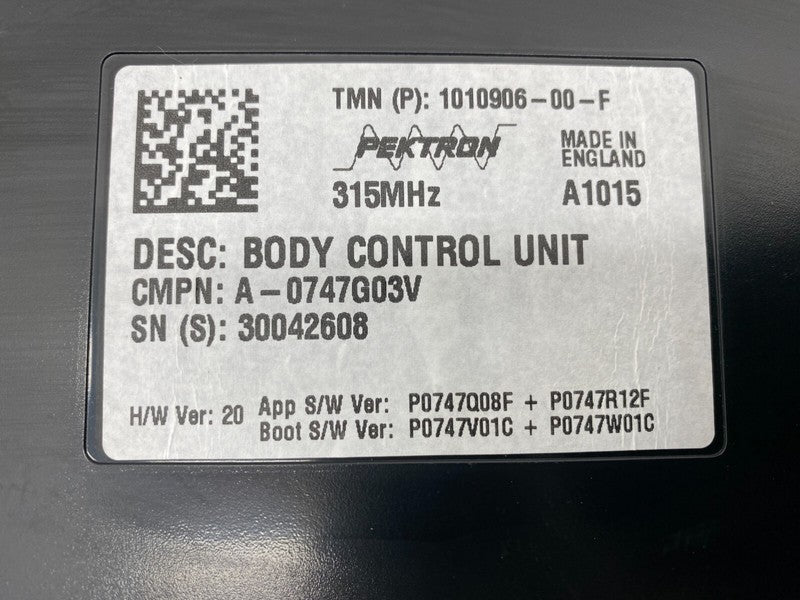 TMN (P): 1010906-00-F
PEKTRON
MADE IN
ENGLAND
315MHz
A1015
DESC: BODY CONTROL UNIT
CMPN: A-0747G03V
SN (S): 30042608
H/W Ver: 20
App S/W Ver: P0747Q08F + P0747R12F
Boot S/W Ver: P0747V01C + P0747W01C